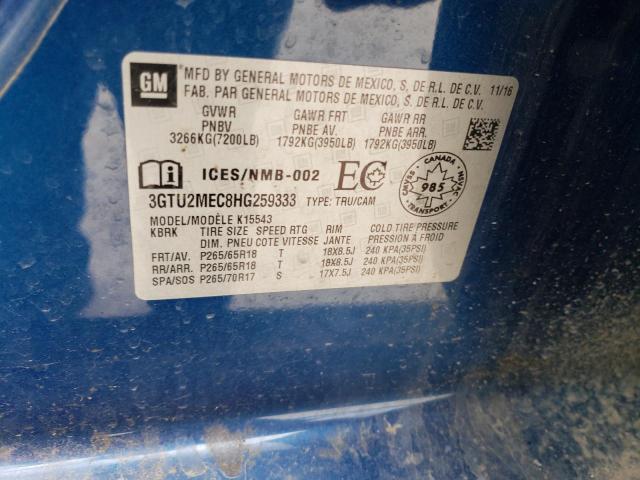 GM
MFD BY GENERAL MOTORS DE MEXICO, S. DE R.L. DE C.V. 11/16
FAB. PAR GENERAL MOTORS DE MEXICO, S. DE R.L. DE C.V.
GVWR GAWR FRT GAWR RR
PNBV PNBE AV. PNBE ARR.
3266KG(7200LB) 1792KG(3950LB) 1792KG(3950LB)
ICES/NMB-002 EC
CANADA
CMVSS 985 NSVAC
3GTU2MEC8HG259333 TYPE: TRU/CAM
MODEL/MODÈLE K15543
KBRK TIRE SIZE SPEED RTG RIM COLD TIRE PRESSURE
DIM. PNEU COTE VITESSE JANTE PRESSION A FROID
FRT/AV. P265/65R18 T 18X8.5J 240 KPA(35PSI)
RR/ARR. P265/65R18 T 18X8.5J 240 KPA(35PSI)
SPA/SOS P265/70R17 S 17X7.5J 240 KPA(35PSI)